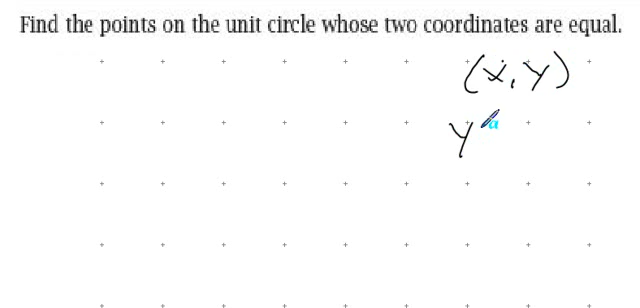 Find the points on the unit circle whose two coordinates are equal.
(x, y)
y